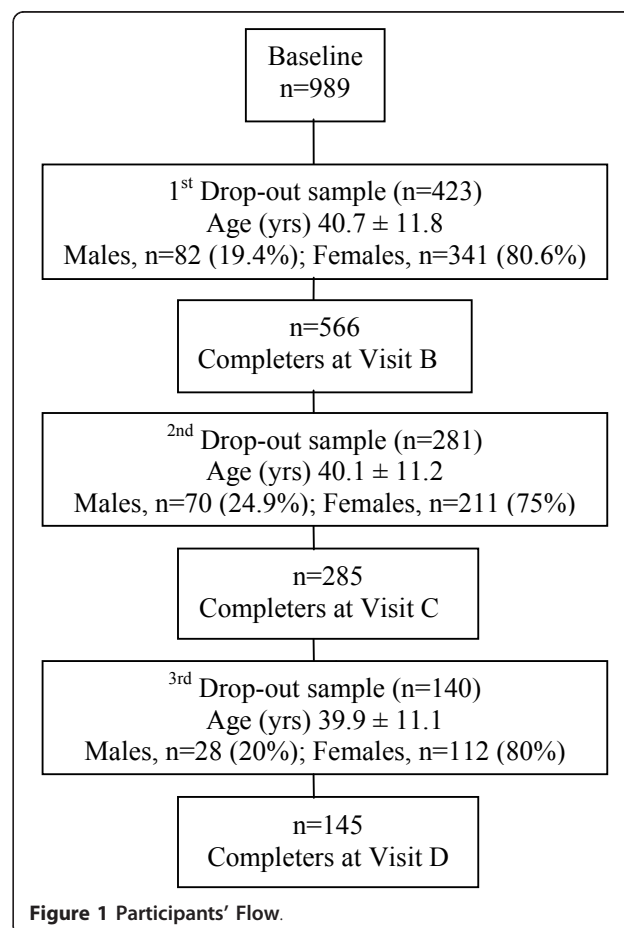 Baseline
n=989
1st Drop-out sample (n=423)
Age (yrs) 40.7 ± 11.8
Males, n=82 (19.4%); Females, n=341 (80.6%)
n=566
Completers at Visit B
2nd Drop-out sample (n=281)
Age (yrs) 40.1 ± 11.2
Males, n=70 (24.9%); Females, n=211 (75%)
n=285
Completers at Visit C
3rd Drop-out sample (n=140)
Age (yrs) 39.9 ± 11.1
Males, n=28 (20%); Females, n=112 (80%)
n=145
Completers at Visit D
Figure 1 Participants’ Flow.